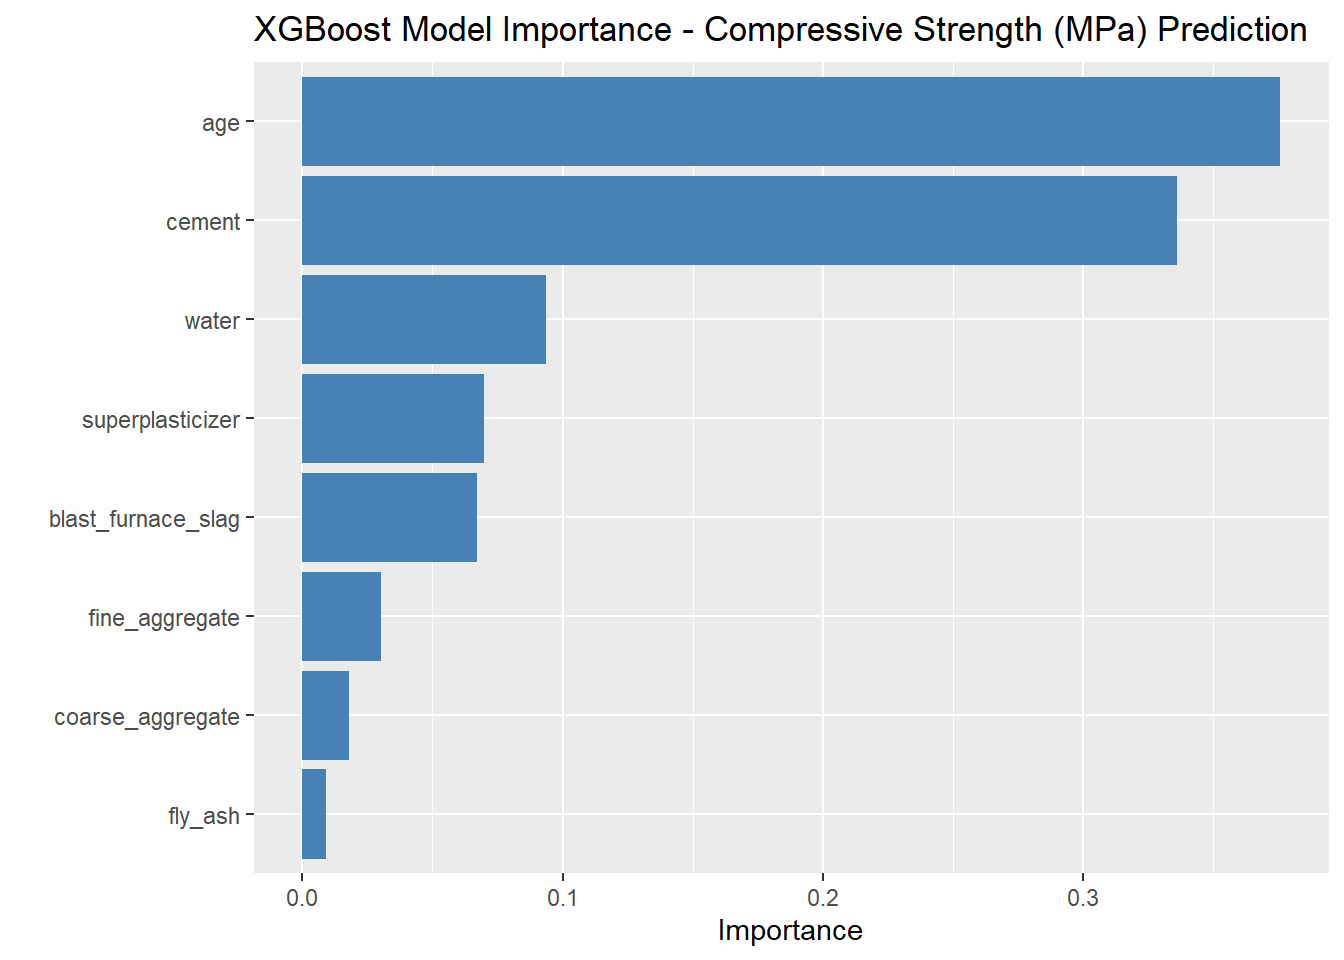 XGBoost Model Importance - Compressive Strength (MPa) Prediction
age
cement
water
superplasticizer
blast_furnace_slag
fine_aggregate
coarse_aggregate
fly_ash
0.0 0.1 0.2 0.3
Importance